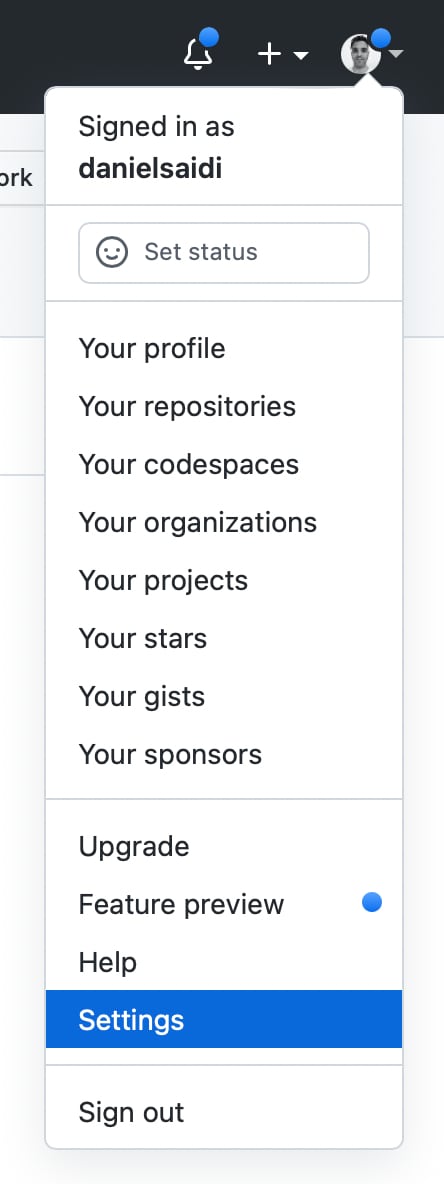 ork
Signed in as
danielsaidi
Set status
Your profile
Your repositories
Your codespaces
Your organizations
Your projects
Your stars
Your gists
Your sponsors
Upgrade
Feature preview
Help
Settings
Sign out